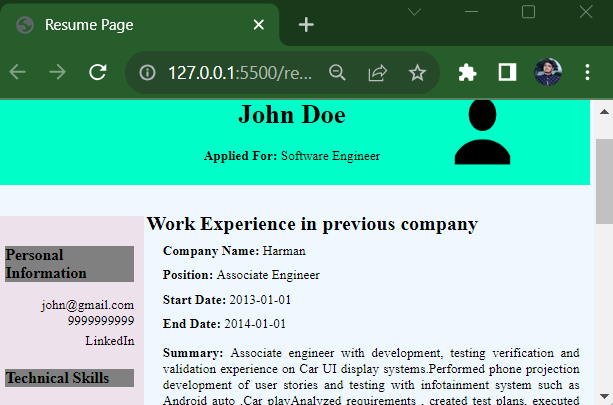 Resume Page
127.0.0.1:5500/re...
John Doe
Applied For: Software Engineer
Work Experience in previous company
Personal
Information
Company Name: Harman
Position: Associate Engineer
john@gmail.com
Start Date: 2013-01-01
9999999999
End Date: 2014-01-01
LinkedIn
Summary: Associate engineer with development, testing verification and
validation experience on Car UI display systems.Performed phone projection
Technical Skills
development of user stories and testing with infotainment system such as
Android auto ,Car playAnalyzed requirements , created test plans, executed